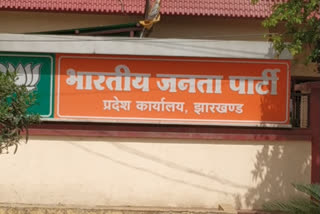 भारतीय जनता पार्टी
प्रदेश कार्यालय, झारखण्ड